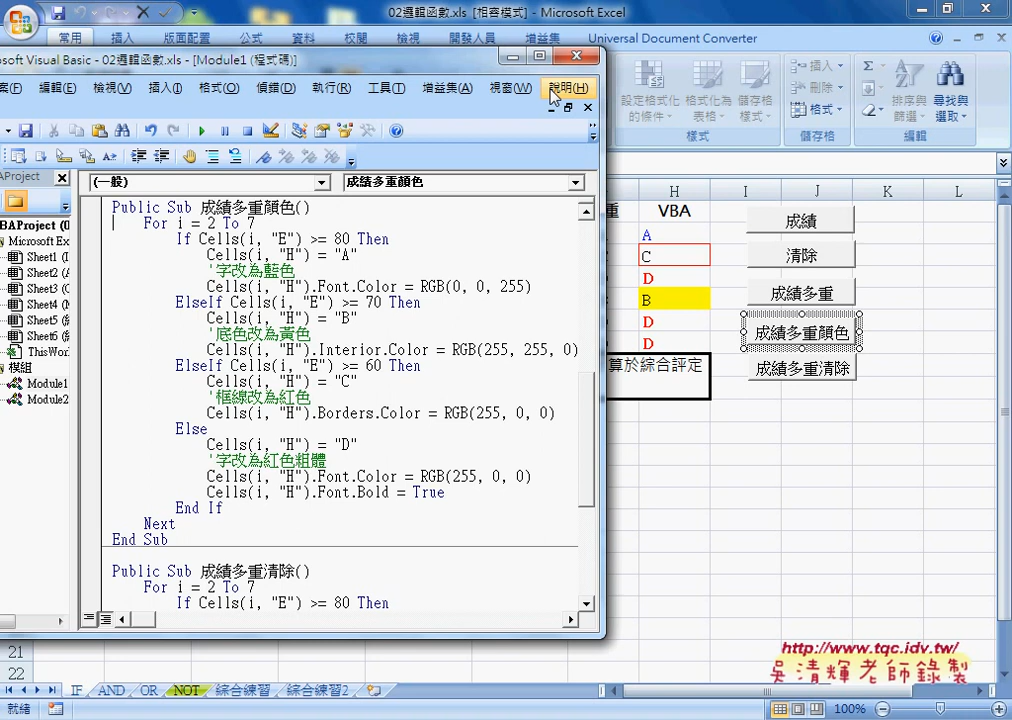 02邏輯函數.xls [相容模式] - Microsoft Excel
常用 插入 版面配置 公式 資料 校閱 檢視 開發人員 增益集 Universal Document Converter
osoft Visual Basic - 02邏輯函數.xls - [Module1 (程式碼)]
案(F) 編輯(E) 檢視(V) 插入(I) 格式(O) 偵錯(D) 執行(R) 工具(T) 增益集(A) 視窗(W) 說明(H)
設定格式化的條件 格式化為表格 儲存格樣式
樣式
插入
刪除
格式
儲存格
排序與篩選 尋找與選取
編輯
AProject
(一般) 成績多重顏色
BAProject (0
Microsoft Exc
Sheet1 (I
Sheet2 (A
Sheet3 (
Sheet4 (N
Sheet5 (綜
Sheet6 (綜
ThisWor
模組
Module1
Module2
Public Sub 成績多重顏色()
For i = 2 To 7
If Cells(i, "E") >= 80 Then
Cells(i, "H") = "A"
'字改為藍色
Cells(i, "H").Font.Color = RGB(0, 0, 255)
ElseIf Cells(i, "E") >= 70 Then
Cells(i, "H") = "B"
'底色改為黃色
Cells(i, "H").Interior.Color = RGB(255, 255, 0)
ElseIf Cells(i, "E") >= 60 Then
Cells(i, "H") = "C"
'框線改為紅色
Cells(i, "H").Borders.Color = RGB(255, 0, 0)
Else
Cells(i, "H") = "D"
'字改為紅色粗體
Cells(i, "H").Font.Color = RGB(255, 0, 0)
Cells(i, "H").Font.Bold = True
End If
Next
End Sub
Public Sub 成績多重清除()
For i = 2 To 7
If Cells(i, "E") >= 80 Then
H I J K L
重 VBA
A
C
D
B
D
D
算於綜合評定
成績
清除
成績多重
成績多重顏色
成績多重清除
21
22
http://www.tqc.idv.tw/
吳清輝老師錄製
IF AND OR NOT 綜合練習 綜合練習2
就緒 100%